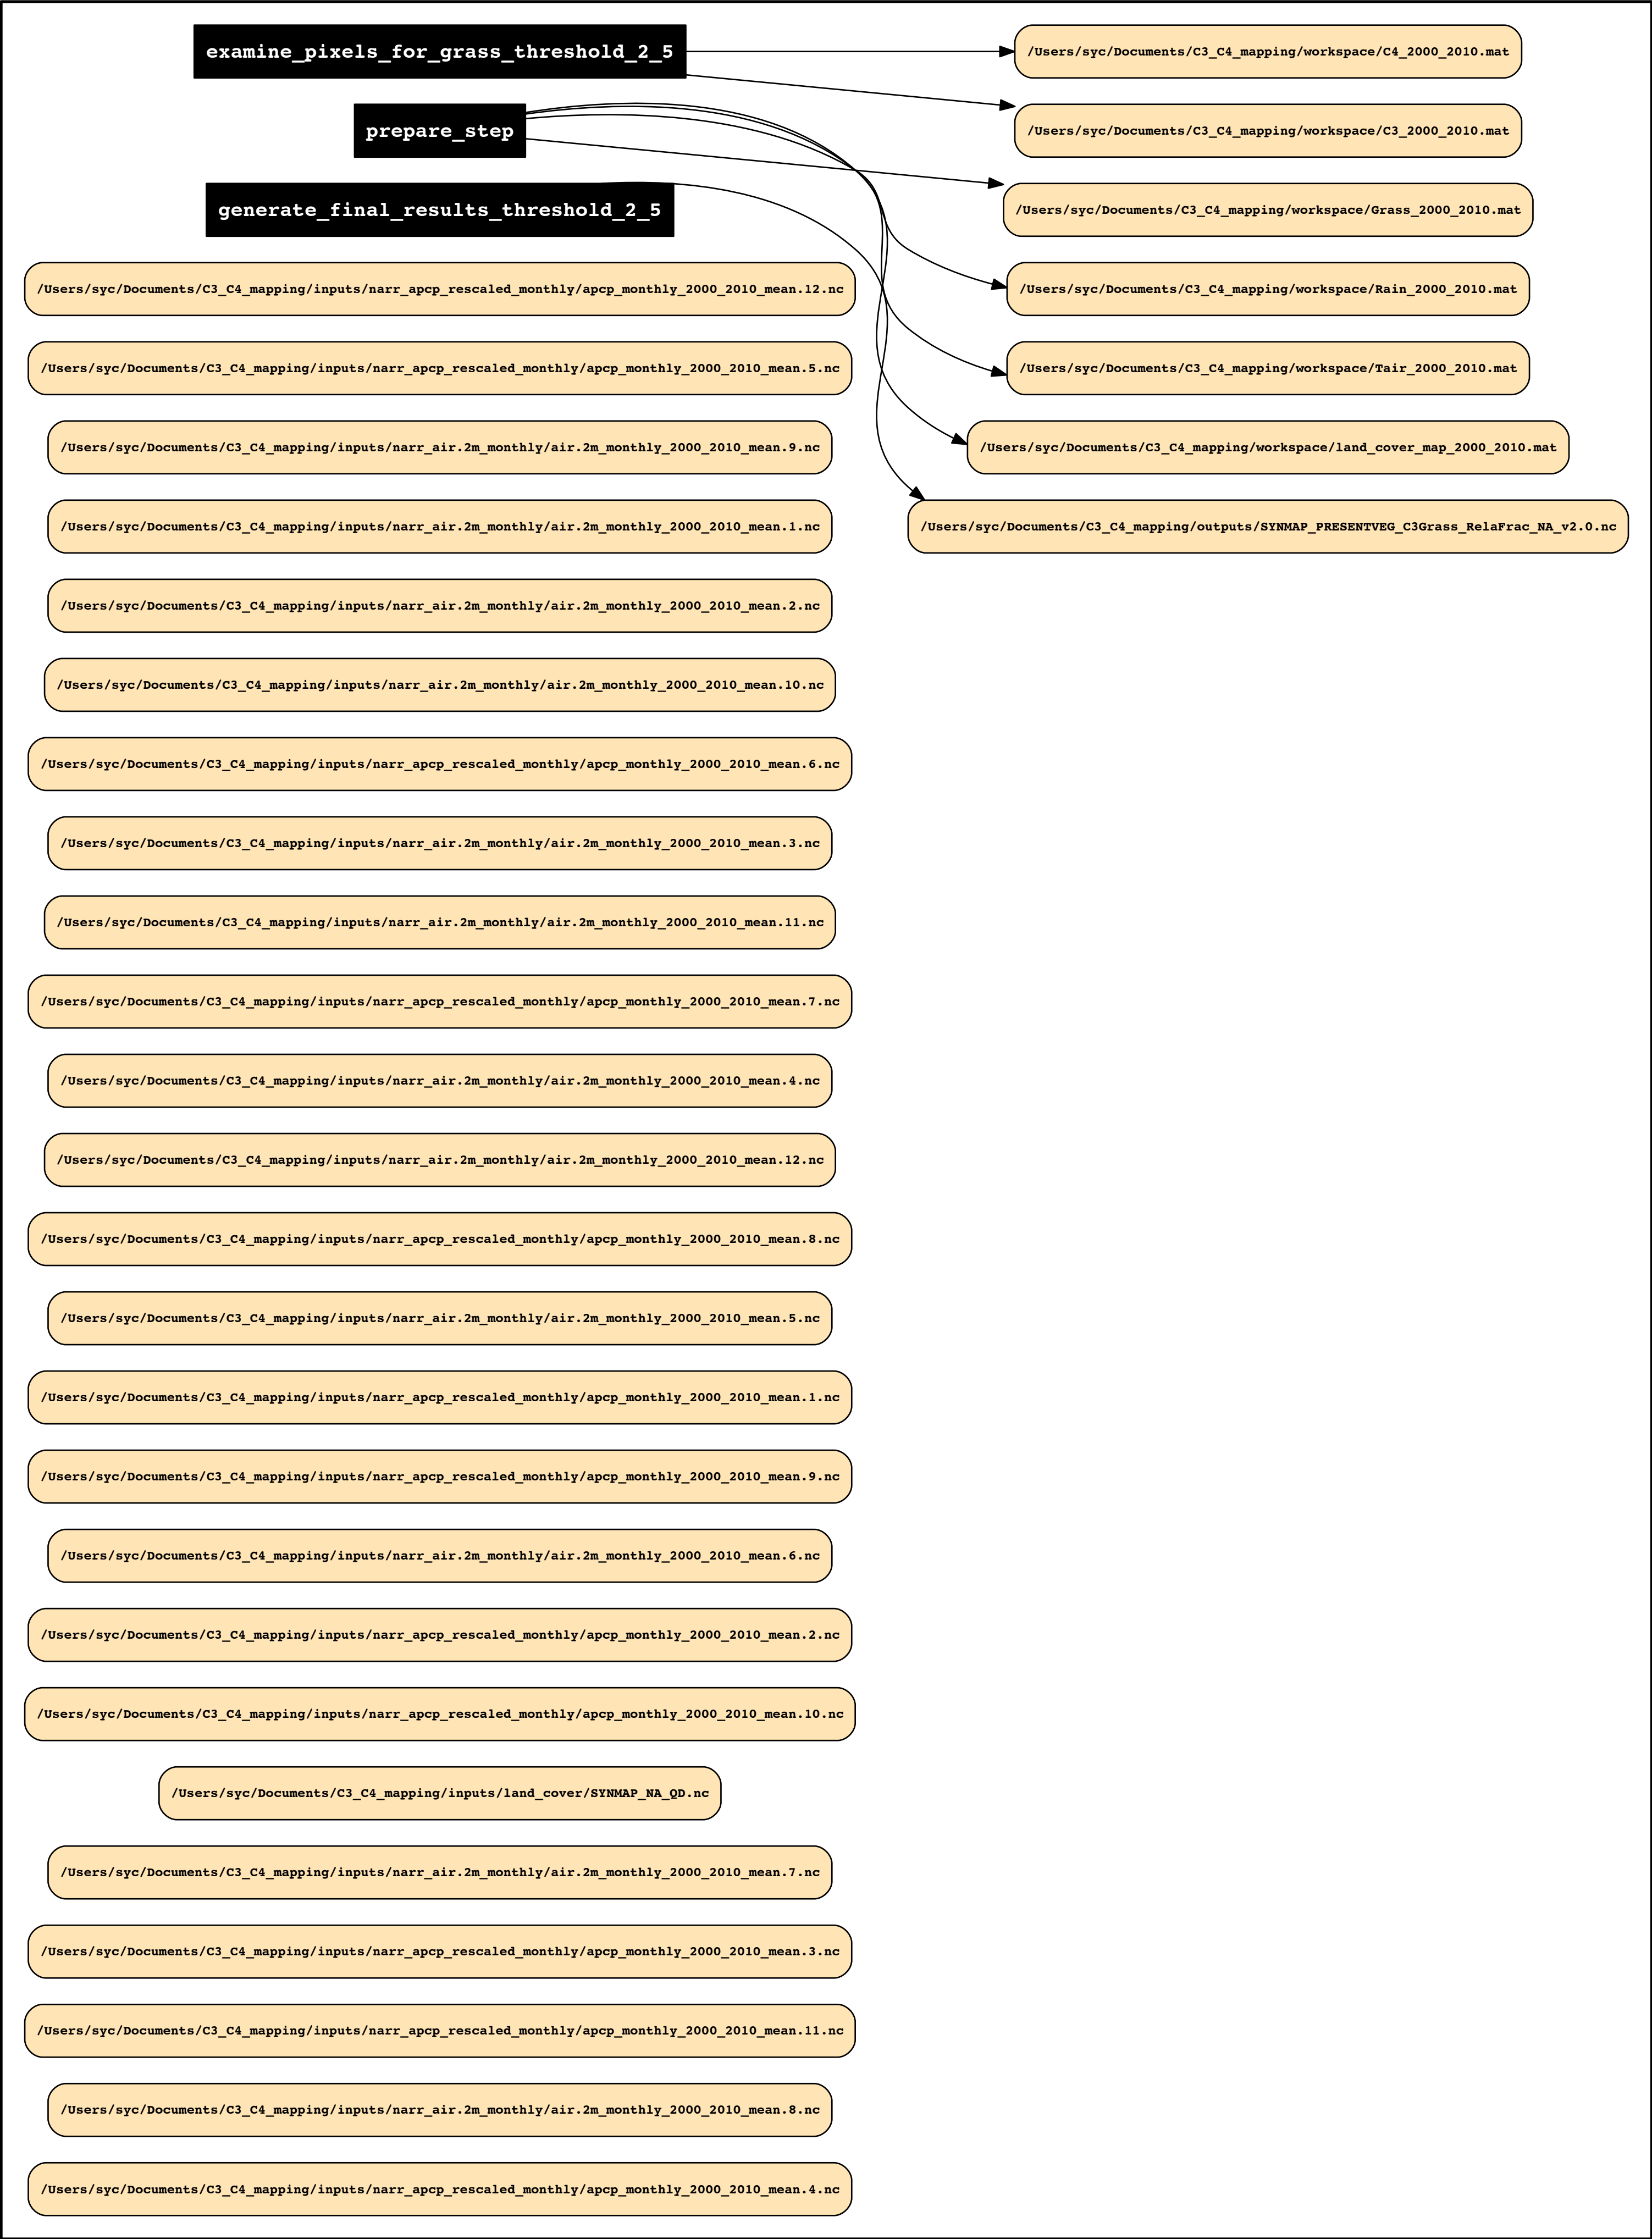 examine_pixels_for_grass_threshold_2_5
/Users/syc/Documents/C3_C4_mapping/workspace/C4_2000_2010.mat
prepare_step
/Users/syc/Documents/C3_C4_mapping/workspace/C3_2000_2010.mat
generate_final_results_threshold_2_5
/Users/syc/Documents/C3_C4_mapping/workspace/Grass_2000_2010.mat
/Users/syc/Documents/C3_C4_mapping/inputs/narr_apcp_rescaled_monthly/apcp_monthly_2000_2010_mean.12.nc
/Users/syc/Documents/C3_C4_mapping/workspace/Rain_2000_2010.mat
/Users/syc/Documents/C3_C4_mapping/inputs/narr_apcp_rescaled_monthly/apcp_monthly_2000_2010_mean.5.nc
/Users/syc/Documents/C3_C4_mapping/workspace/Tair_2000_2010.mat
/Users/syc/Documents/C3_C4_mapping/inputs/narr_air.2m_monthly/air.2m_monthly_2000_2010_mean.9.nc
/Users/syc/Documents/C3_C4_mapping/workspace/land_cover_map_2000_2010.mat
/Users/syc/Documents/C3_C4_mapping/inputs/narr_air.2m_monthly/air.2m_monthly_2000_2010_mean.1.nc
/Users/syc/Documents/C3_C4_mapping/outputs/SYNMAP_PRESENTVEG_C3Grass_RelaFrac_NA_v2.0.nc
/Users/syc/Documents/C3_C4_mapping/inputs/narr_air.2m_monthly/air.2m_monthly_2000_2010_mean.2.nc
/Users/syc/Documents/C3_C4_mapping/inputs/narr_air.2m_monthly/air.2m_monthly_2000_2010_mean.10.nc
/Users/syc/Documents/C3_C4_mapping/inputs/narr_apcp_rescaled_monthly/apcp_monthly_2000_2010_mean.6.nc
/Users/syc/Documents/C3_C4_mapping/inputs/narr_air.2m_monthly/air.2m_monthly_2000_2010_mean.3.nc
/Users/syc/Documents/C3_C4_mapping/inputs/narr_air.2m_monthly/air.2m_monthly_2000_2010_mean.11.nc
/Users/syc/Documents/C3_C4_mapping/inputs/narr_apcp_rescaled_monthly/apcp_monthly_2000_2010_mean.7.nc
/Users/syc/Documents/C3_C4_mapping/inputs/narr_air.2m_monthly/air.2m_monthly_2000_2010_mean.4.nc
/Users/syc/Documents/C3_C4_mapping/inputs/narr_air.2m_monthly/air.2m_monthly_2000_2010_mean.12.nc
/Users/syc/Documents/C3_C4_mapping/inputs/narr_apcp_rescaled_monthly/apcp_monthly_2000_2010_mean.8.nc
/Users/syc/Documents/C3_C4_mapping/inputs/narr_air.2m_monthly/air.2m_monthly_2000_2010_mean.5.nc
/Users/syc/Documents/C3_C4_mapping/inputs/narr_apcp_rescaled_monthly/apcp_monthly_2000_2010_mean.1.nc
/Users/syc/Documents/C3_C4_mapping/inputs/narr_apcp_rescaled_monthly/apcp_monthly_2000_2010_mean.9.nc
/Users/syc/Documents/C3_C4_mapping/inputs/narr_air.2m_monthly/air.2m_monthly_2000_2010_mean.6.nc
/Users/syc/Documents/C3_C4_mapping/inputs/narr_apcp_rescaled_monthly/apcp_monthly_2000_2010_mean.2.nc
/Users/syc/Documents/C3_C4_mapping/inputs/narr_apcp_rescaled_monthly/apcp_monthly_2000_2010_mean.10.nc
/Users/syc/Documents/C3_C4_mapping/inputs/land_cover/SYNMAP_NA_QD.nc
/Users/syc/Documents/C3_C4_mapping/inputs/narr_air.2m_monthly/air.2m_monthly_2000_2010_mean.7.nc
/Users/syc/Documents/C3_C4_mapping/inputs/narr_apcp_rescaled_monthly/apcp_monthly_2000_2010_mean.3.nc
/Users/syc/Documents/C3_C4_mapping/inputs/narr_apcp_rescaled_monthly/apcp_monthly_2000_2010_mean.11.nc
/Users/syc/Documents/C3_C4_mapping/inputs/narr_air.2m_monthly/air.2m_monthly_2000_2010_mean.8.nc
/Users/syc/Documents/C3_C4_mapping/inputs/narr_apcp_rescaled_monthly/apcp_monthly_2000_2010_mean.4.nc